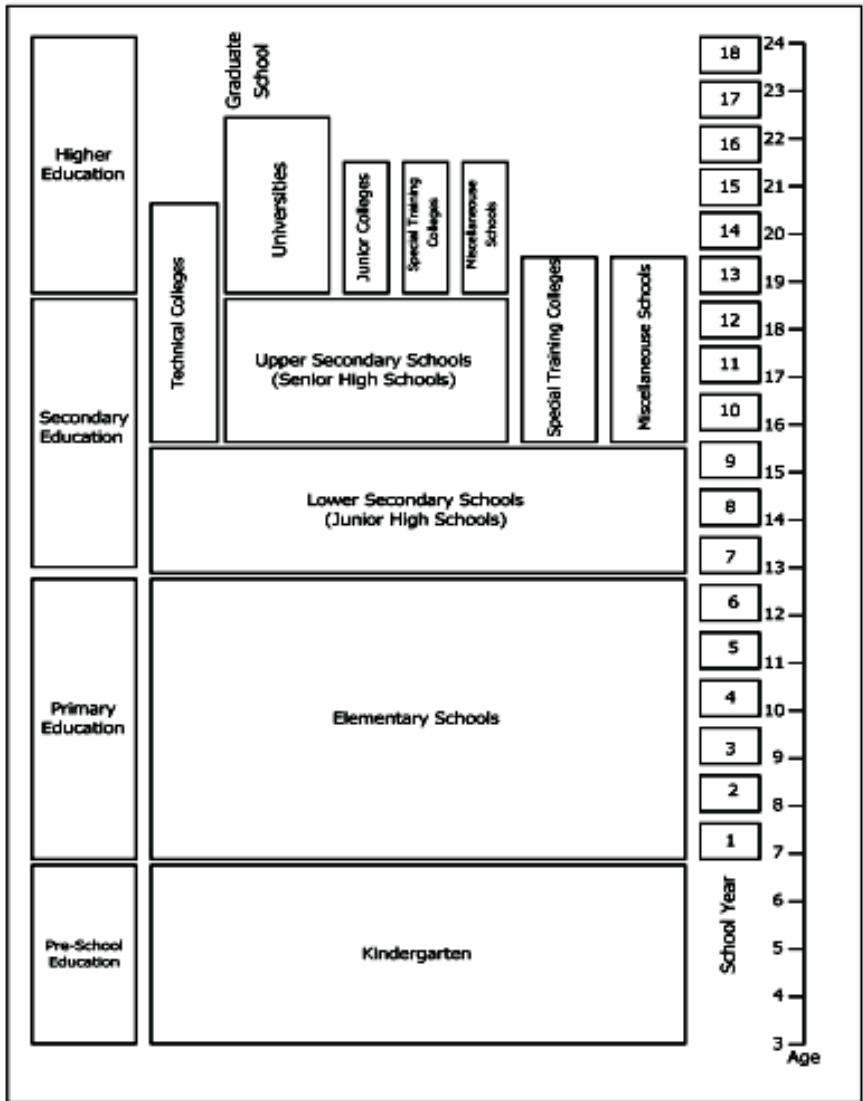 Higher
Education
Secondary
Education
Primary
Education
Pre-School
Education
Graduate
School
Technical Colleges
Universities
Junior Colleges
Special Training
Colleges
Miscellaneouse
Schools
Special Training Colleges
Miscellaneouse Schools
Upper Secondary Schools
(Senior High Schools)
Lower Secondary Schools
(Junior High Schools)
Elementary Schools
Kindergarten
18
17
16
15
14
13
12
11
10
9
8
7
6
5
4
3
2
1
School Year
24
23
22
21
20
19
18
17
16
15
14
13
12
11
10
9
8
7
6
5
4
3
Age